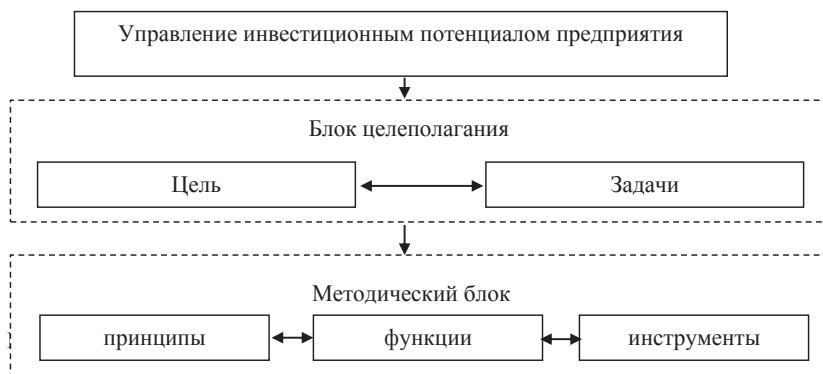 Управление инвестиционным потенциалом предприятия
Блок целеполагания
Цель Задачи
Методический блок
принципы функции инструменты